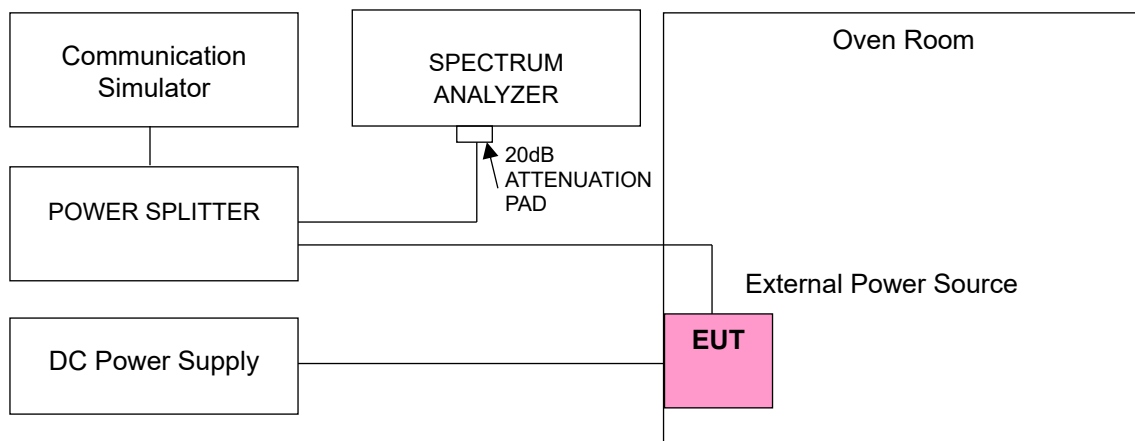 Communication
Simulator
SPECTRUM
ANALYZER
Oven Room
20dB
ATTENUATION
PAD
POWER SPLITTER
External Power Source
EUT
DC Power Supply